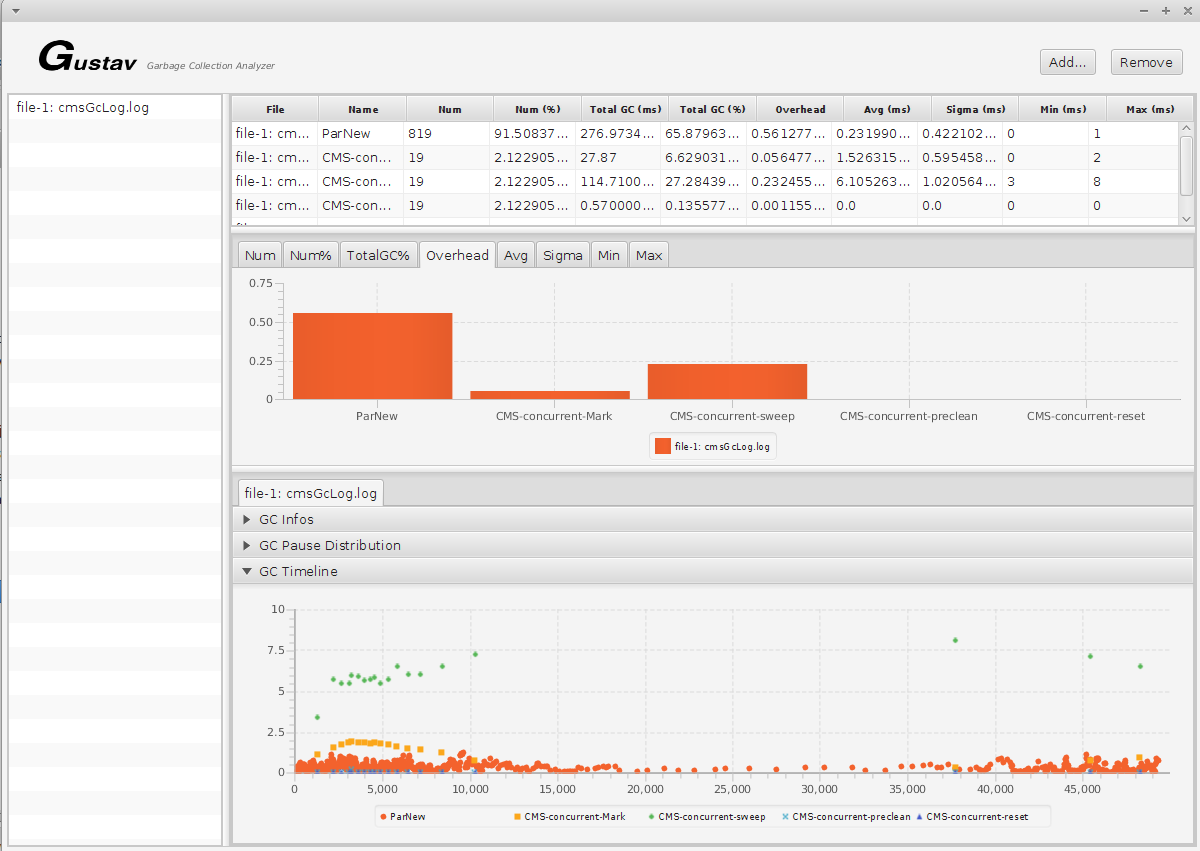 Gustav Garbage Collection Analyzer
Add... Remove
file-1: cmsGcLog.log
File Name Num Num (%) Total GC (ms) Total GC (%) Overhead Avg (ms) Sigma (ms) Min (ms) Max (ms)
file-1: cm... ParNew 819 91.50837... 276.9734... 65.87963... 0.561277... 0.231990... 0.422102... 0 1
file-1: cm... CMS-con... 19 2.122905... 27.87 6.629031... 0.056477... 1.526315... 0.595458... 0 2
file-1: cm... CMS-con... 19 2.122905... 114.7100... 27.28439... 0.232455... 6.105263... 1.020564... 3 8
file-1: cm... CMS-con... 19 2.122905... 0.570000... 0.135577... 0.001155... 0.0 0.0 0 0
Num Num% TotalGC% Overhead Avg Sigma Min Max
0.75
0.50
0.25
0
ParNew CMS-concurrent-Mark CMS-concurrent-sweep CMS-concurrent-preclean CMS-concurrent-reset
file-1: cmsGcLog.log
file-1: cmsGcLog.log
GC Infos
GC Pause Distribution
GC Timeline
10
7.5
5
2.5
0
0 5,000 10,000 15,000 20,000 25,000 30,000 35,000 40,000 45,000
ParNew CMS-concurrent-Mark CMS-concurrent-sweep CMS-concurrent-preclean CMS-concurrent-reset